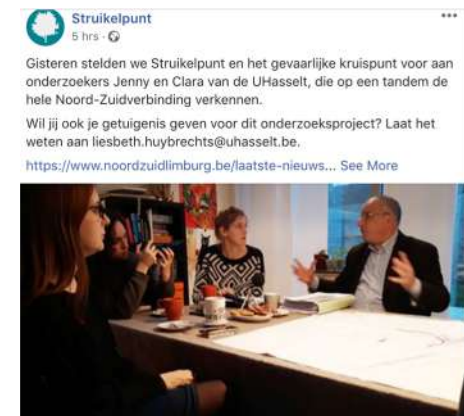 Struikelpunt
5 hrs ·
Gisteren stelden we Struikelpunt en het gevaarlijke kruispunt voor aan
onderzoekers Jenny en Clara van de UHasselt, die op een tandem de
hele Noord-Zuidverbinding verkennen.
Wil jij ook je getuigenis geven voor dit onderzoeksproject? Laat het
weten aan liesbeth.huybrechts@uhasselt.be.
https://www.noordzuidlimburg.be/laatste-nieuws... See More